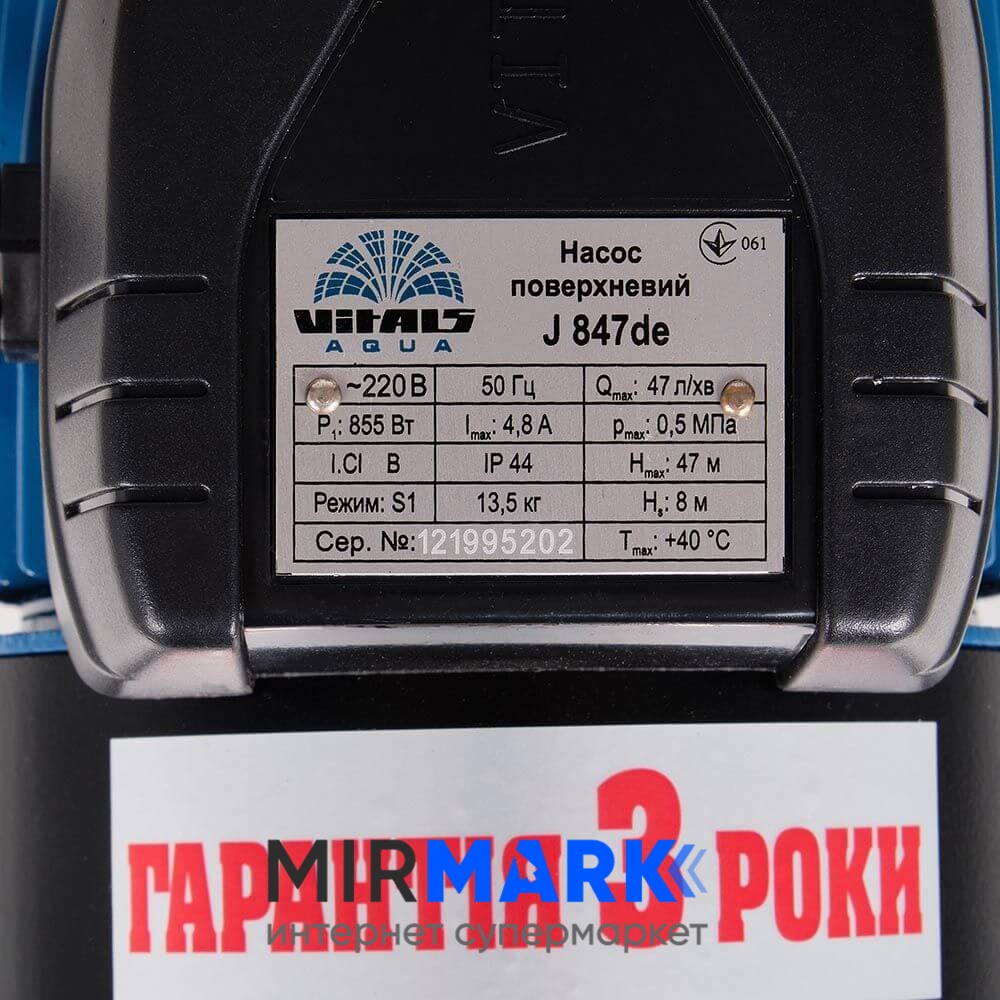 VITALS
Насос
061
поверхневий
J 847de
VITALS
AQUA
~220 В 50 Гц Qmax: 47 л/хв
P1: 855 Вт Imax: 4,8 А pmax: 0,5 МПа
I.Cl B IP 44 Hmax: 47 м
Режим: S1 13,5 кг Hs: 8 м
Сер. №: 121995202 Tmax: +40 °C
ГАРАНТІЯ 3 РОКИ
MIRMARK
интернет супермаркет